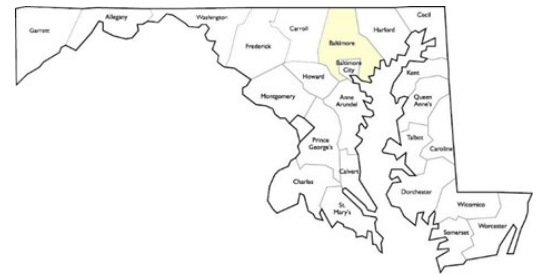 Garrett
Allegany
Washington
Frederick
Carroll
Baltimore
Harford
Cecil
Baltimore
City
Howard
Montgomery
Anne
Arundel
Kent
Queen
Anne's
Prince
George's
Talbot
Caroline
Calvert
Charles
St.
Mary's
Dorchester
Wicomico
Somerset
Worcester